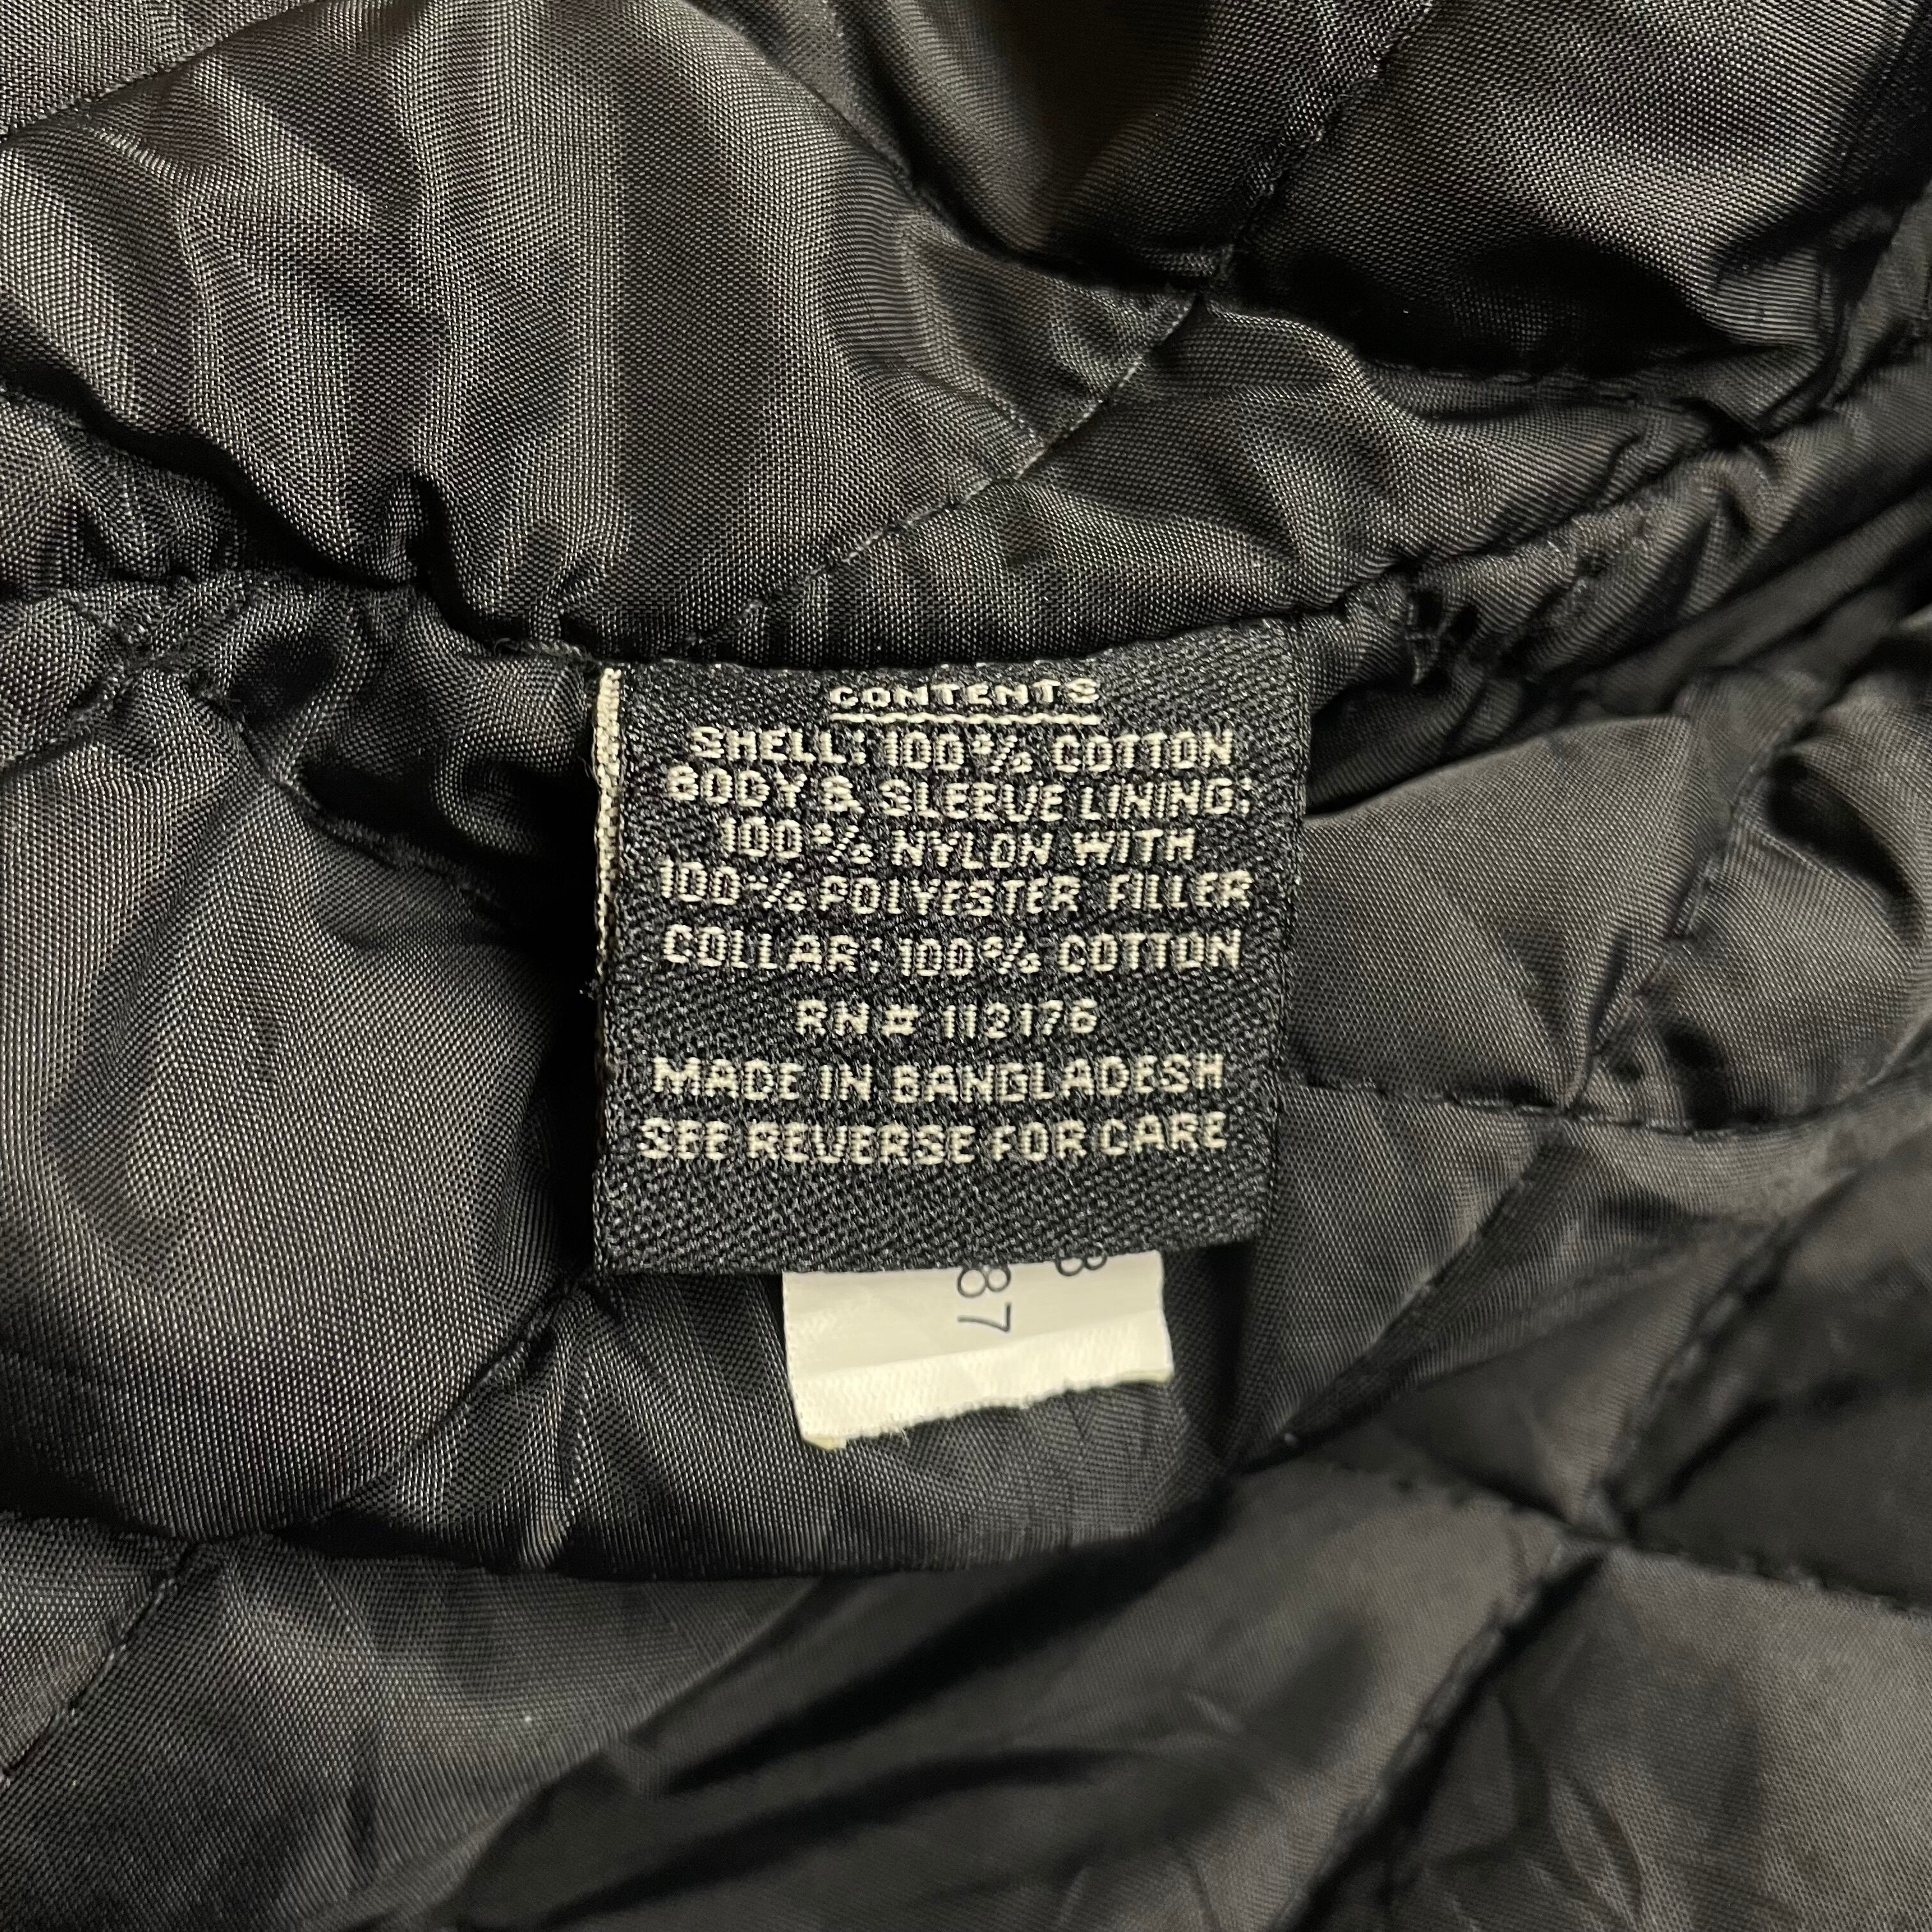 CONTENTS
SHELL: 100% COTTON
BODY & SLEEVE LINING:
100% NYLON WITH
100% POLYESTER FILLER
COLLAR: 100% COTTON
RN# 112176
MADE IN BANGLADESH
SEE REVERSE FOR CARE